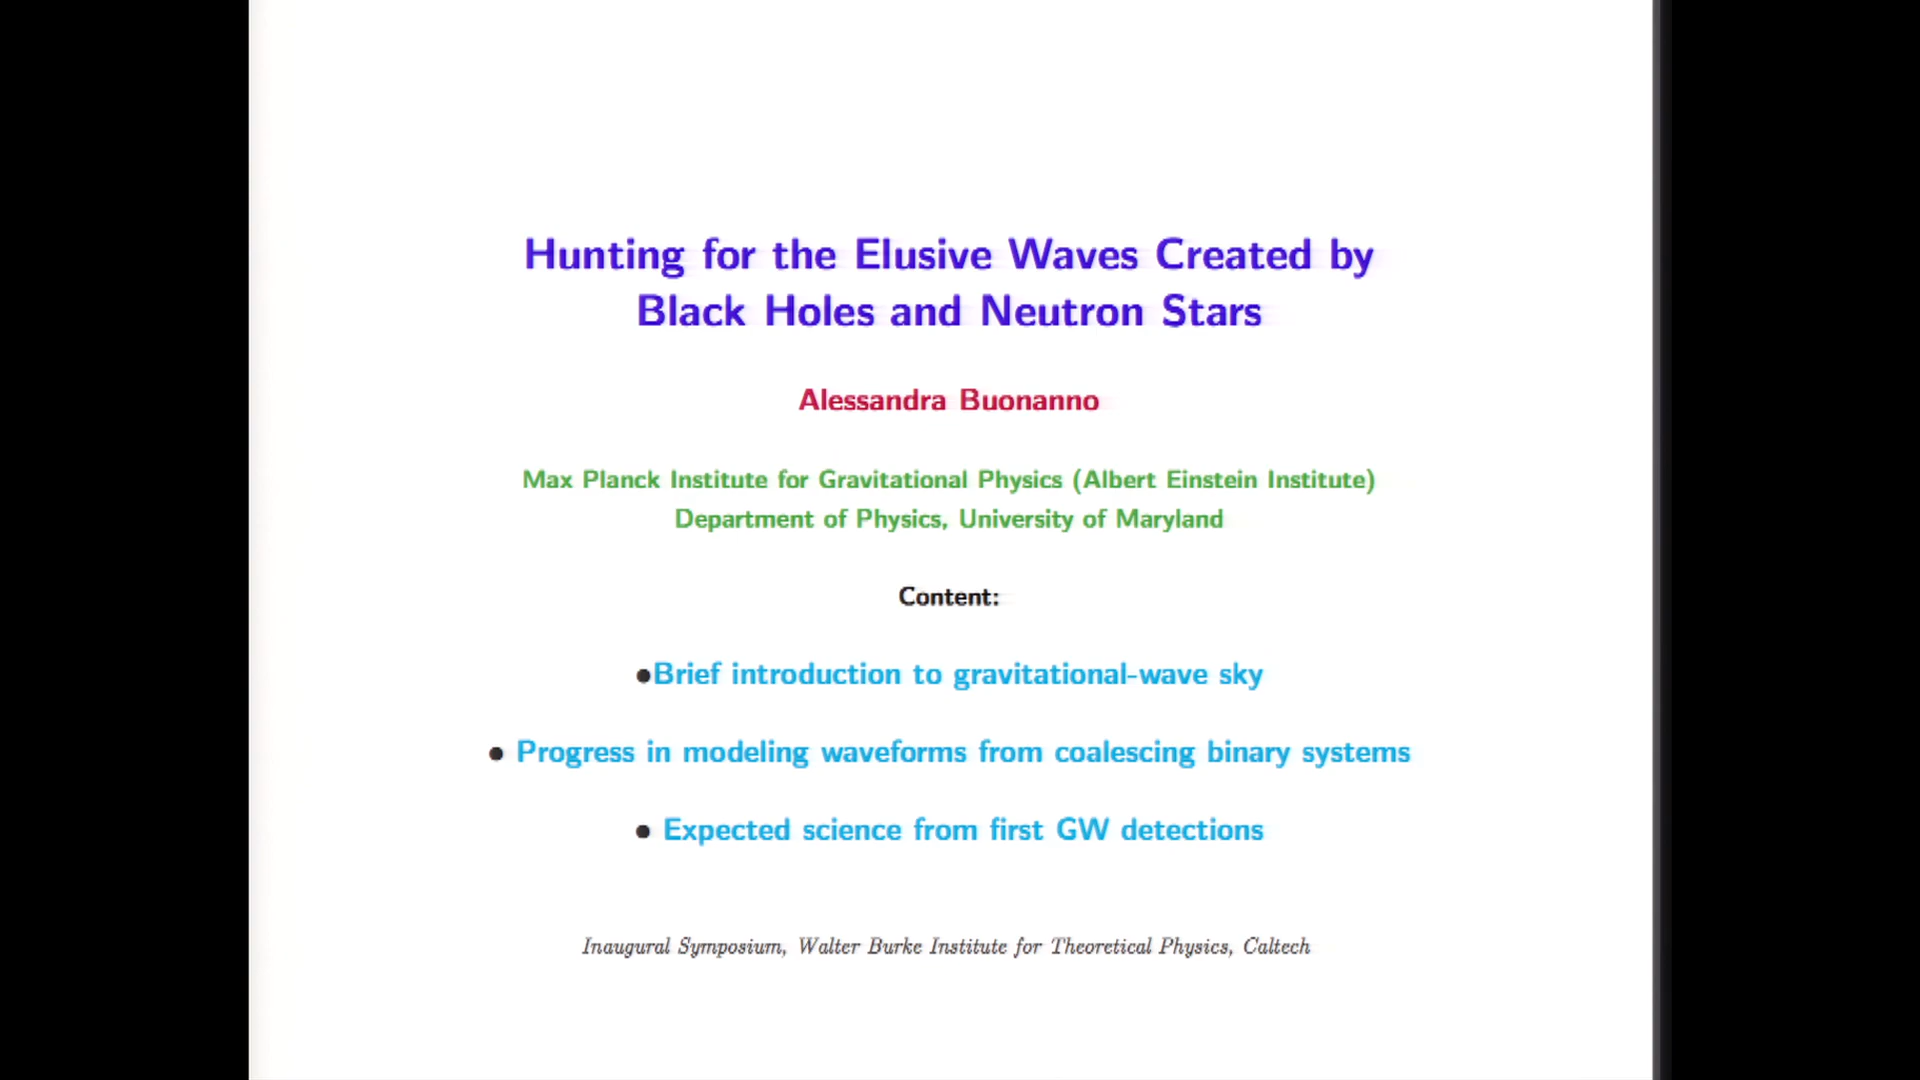 Hunting for the Elusive Waves Created by
Black Holes and Neutron Stars
Alessandra Buonanno
Max Planck Institute for Gravitational Physics (Albert Einstein Institute)
Department of Physics, University of Maryland
Content:
●Brief introduction to gravitational-wave sky
● Progress in modeling waveforms from coalescing binary systems
● Expected science from first GW detections
Inaugural Symposium, Walter Burke Institute for Theoretical Physics, Caltech